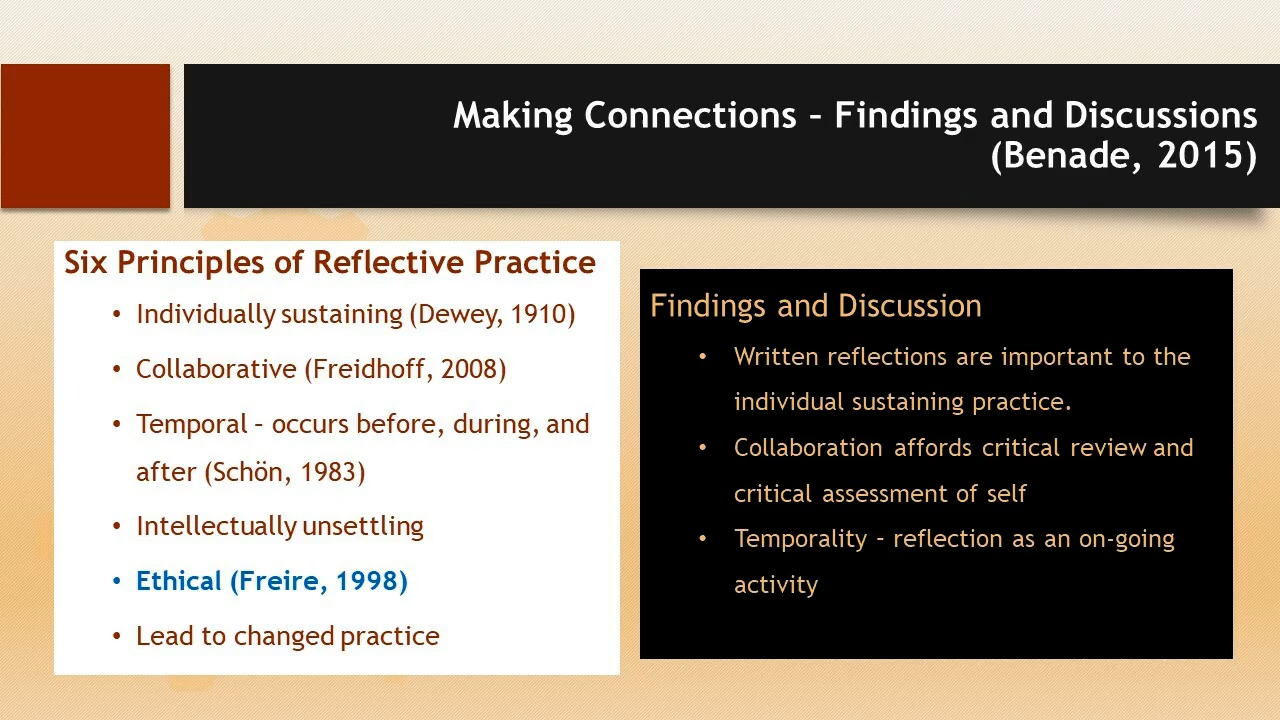 Making Connections – Findings and Discussions
(Benade, 2015)
Six Principles of Reflective Practice
• Individually sustaining (Dewey, 1910)
• Collaborative (Freidhoff, 2008)
• Temporal – occurs before, during, and
after (Schön, 1983)
• Intellectually unsettling
• Ethical (Freire, 1998)
• Lead to changed practice
Findings and Discussion
• Written reflections are important to the
individual sustaining practice.
• Collaboration affords critical review and
critical assessment of self
• Temporality – reflection as an on-going
activity